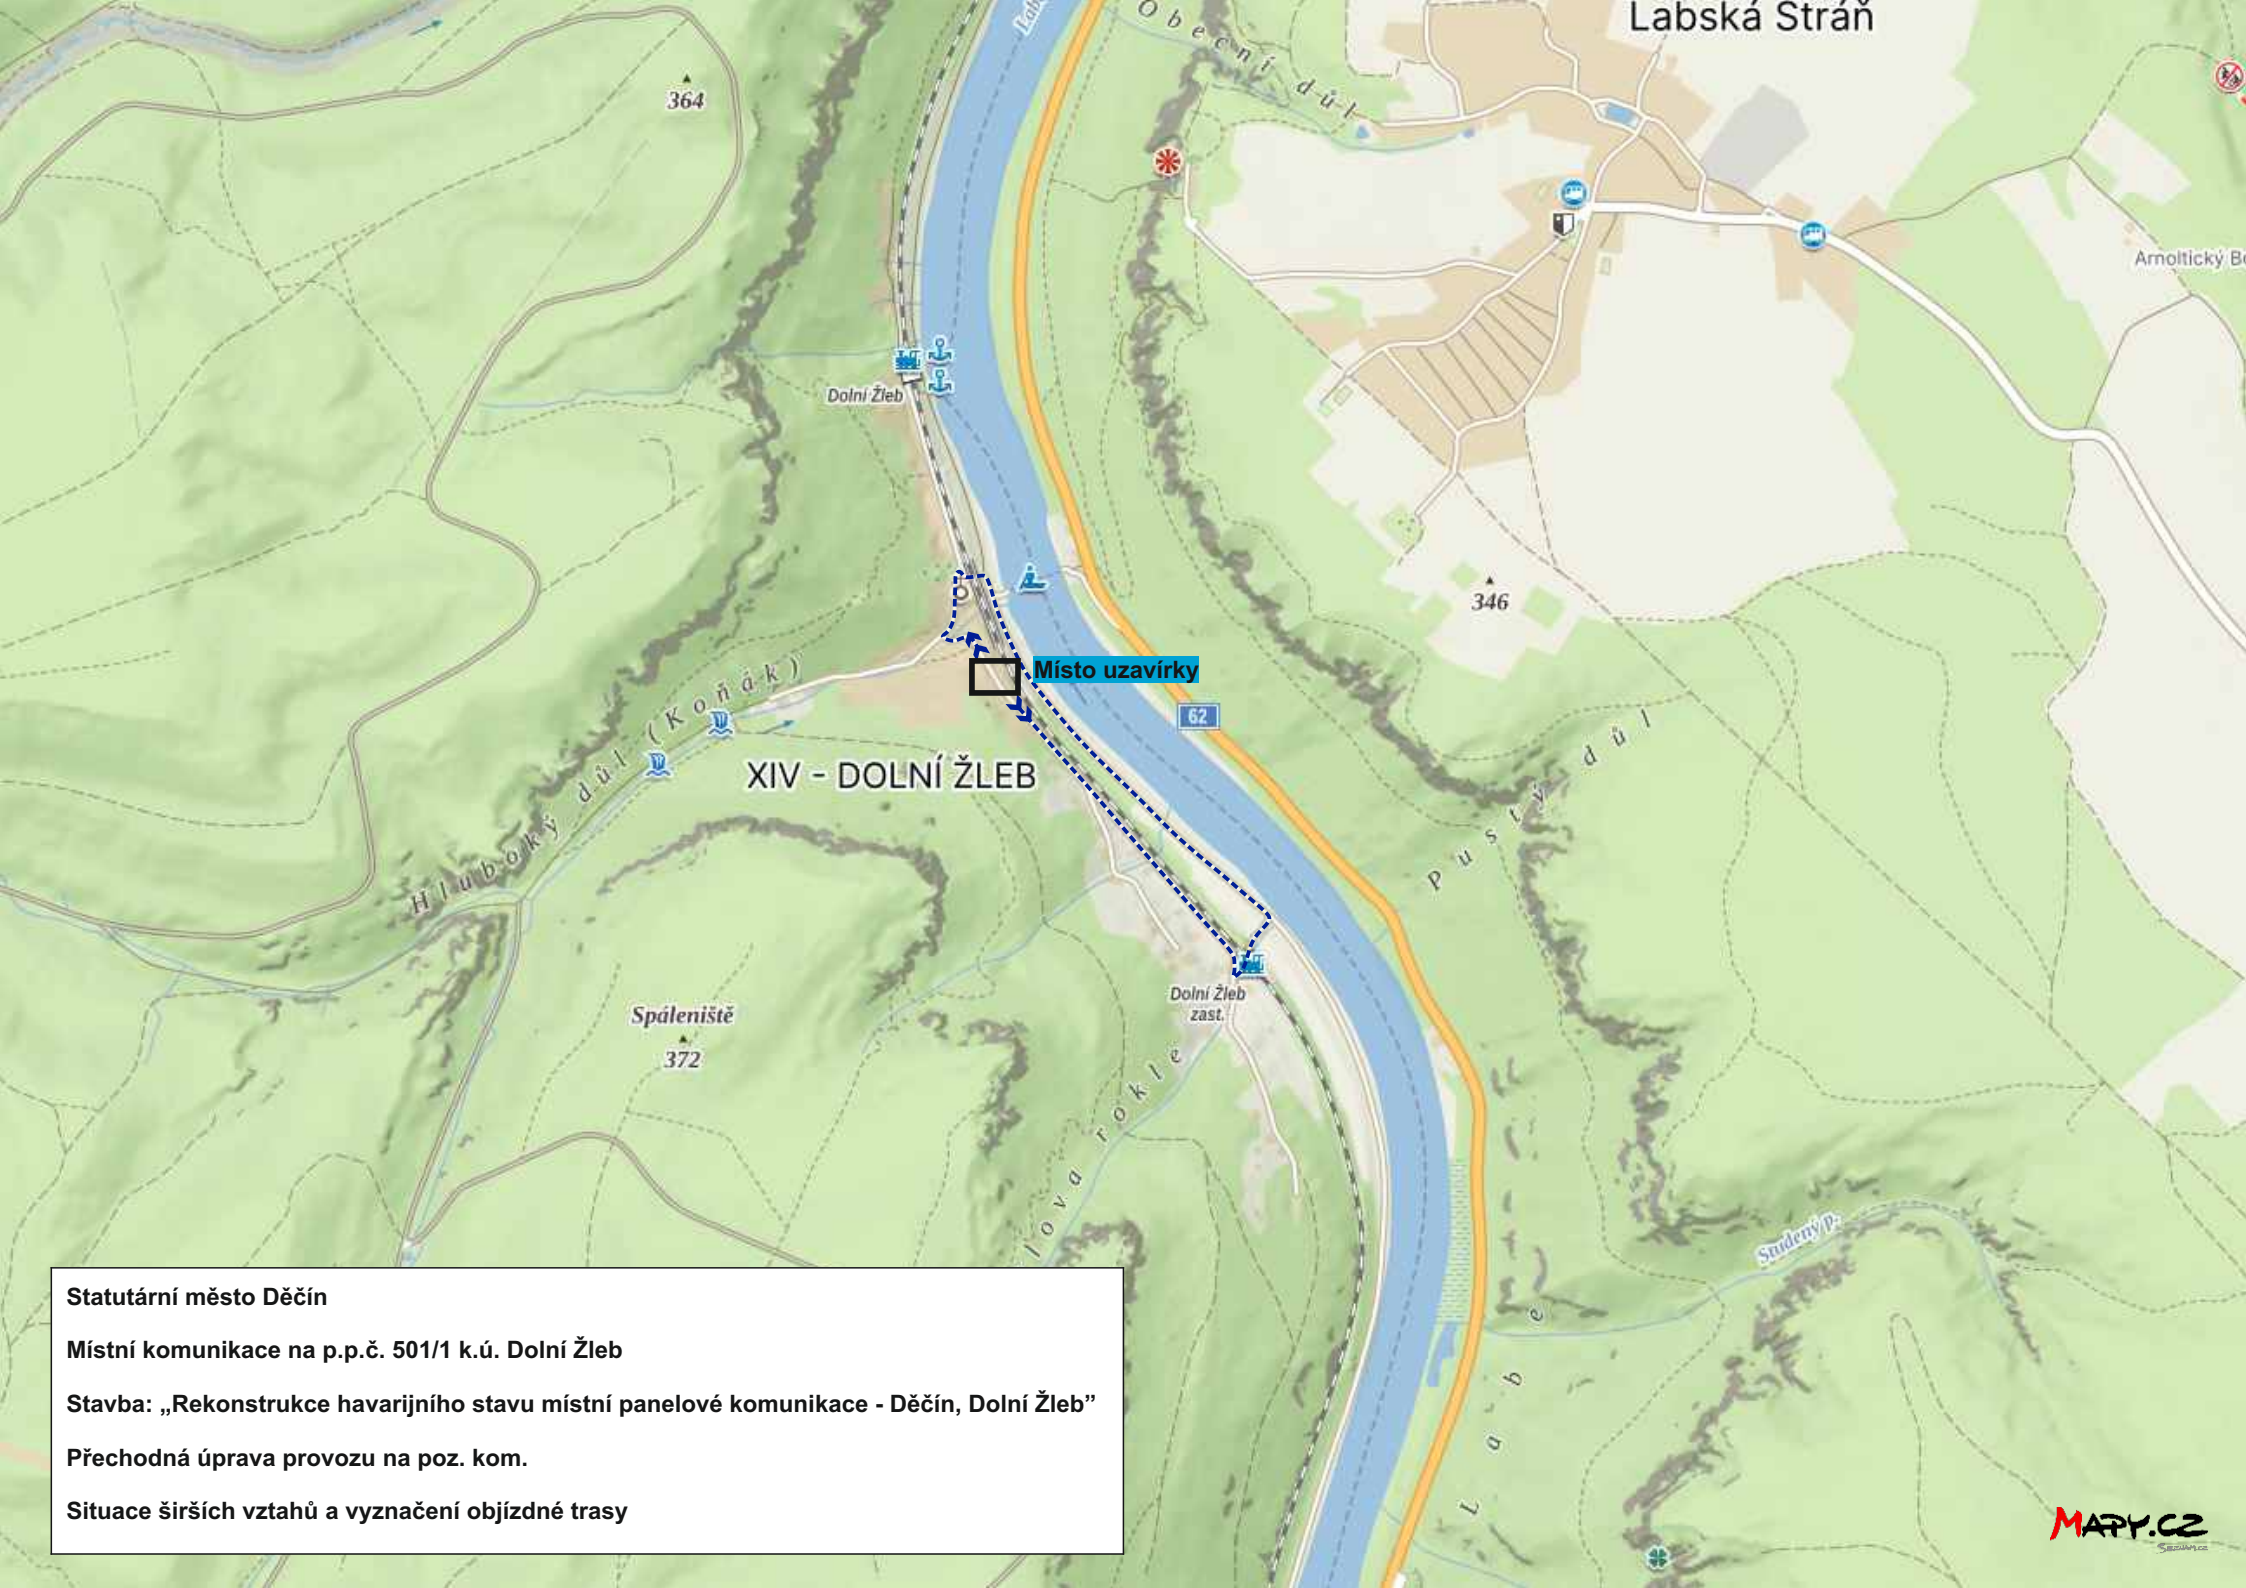 Labská Stráň
Obecní důl
364
Arnoltický
Dolní Žleb
346
Místo uzavírky
Hluboký důl (Koňák)
62
XIV - DOLNÍ ŽLEB
Pustý důl
Dolní Žleb
zast.
Spáleniště
372
rokle
Studený p.
Labe
Statutární město Děčín
Místní komunikace na p.p.č. 501/1 k.ú. Dolní Žleb
Stavba: „Rekonstrukce havarijního stavu místní panelové komunikace - Děčín, Dolní Žleb”
Přechodná úprava provozu na poz. kom.
Situace širších vztahů a vyznačení objízdné trasy
MAPY.CZ